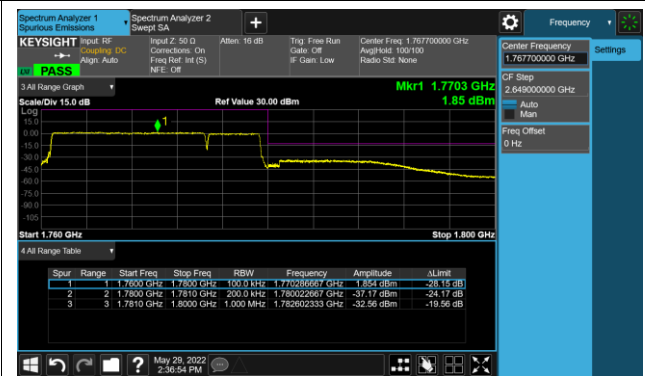 Spectrum Analyzer 1
Spurious Emissions
Spectrum Analyzer 2
Swept SA
+
Frequency
KEYSIGHT
Input: RF
Coupling: DC
Align: Auto
Input Z: 50 Ω
Corrections: On
Freq Ref: Int (S)
NFE: Off
Atten: 16 dB
Trig: Free Run
Gate: Off
IF Gain: Low
Center Freq: 1.767700000 GHz
Avg|Hold: 100/100
Radio Std: None
PASS
Center Frequency
1.767700000 GHz
Settings
CF Step
2.649000000 GHz
Auto
Man
Freq Offset
0 Hz
3 All Range Graph
Mkr1 1.7703 GHz
Scale/Div 15.0 dB
Ref Value 30.00 dBm
1.85 dBm
Log
15.0
0.00
-15.0
-30.0
-45.0
-60.0
-75.0
-90.0
-105
1
Start 1.760 GHz
Stop 1.800 GHz
4 All Range Table
Spur Range Start Freq Stop Freq RBW Frequency Amplitude ΔLimit
1 1 1.7600 GHz 1.7800 GHz 100.0 kHz 1.770286667 GHz 1.854 dBm -28.15 dB
2 2 1.7800 GHz 1.7810 GHz 200.0 kHz 1.780022667 GHz -37.17 dBm -24.17 dB
3 3 1.7810 GHz 1.8000 GHz 1.000 MHz 1.782602333 GHz -32.56 dBm -19.56 dB
?
May 29, 2022
2:36:54 PM